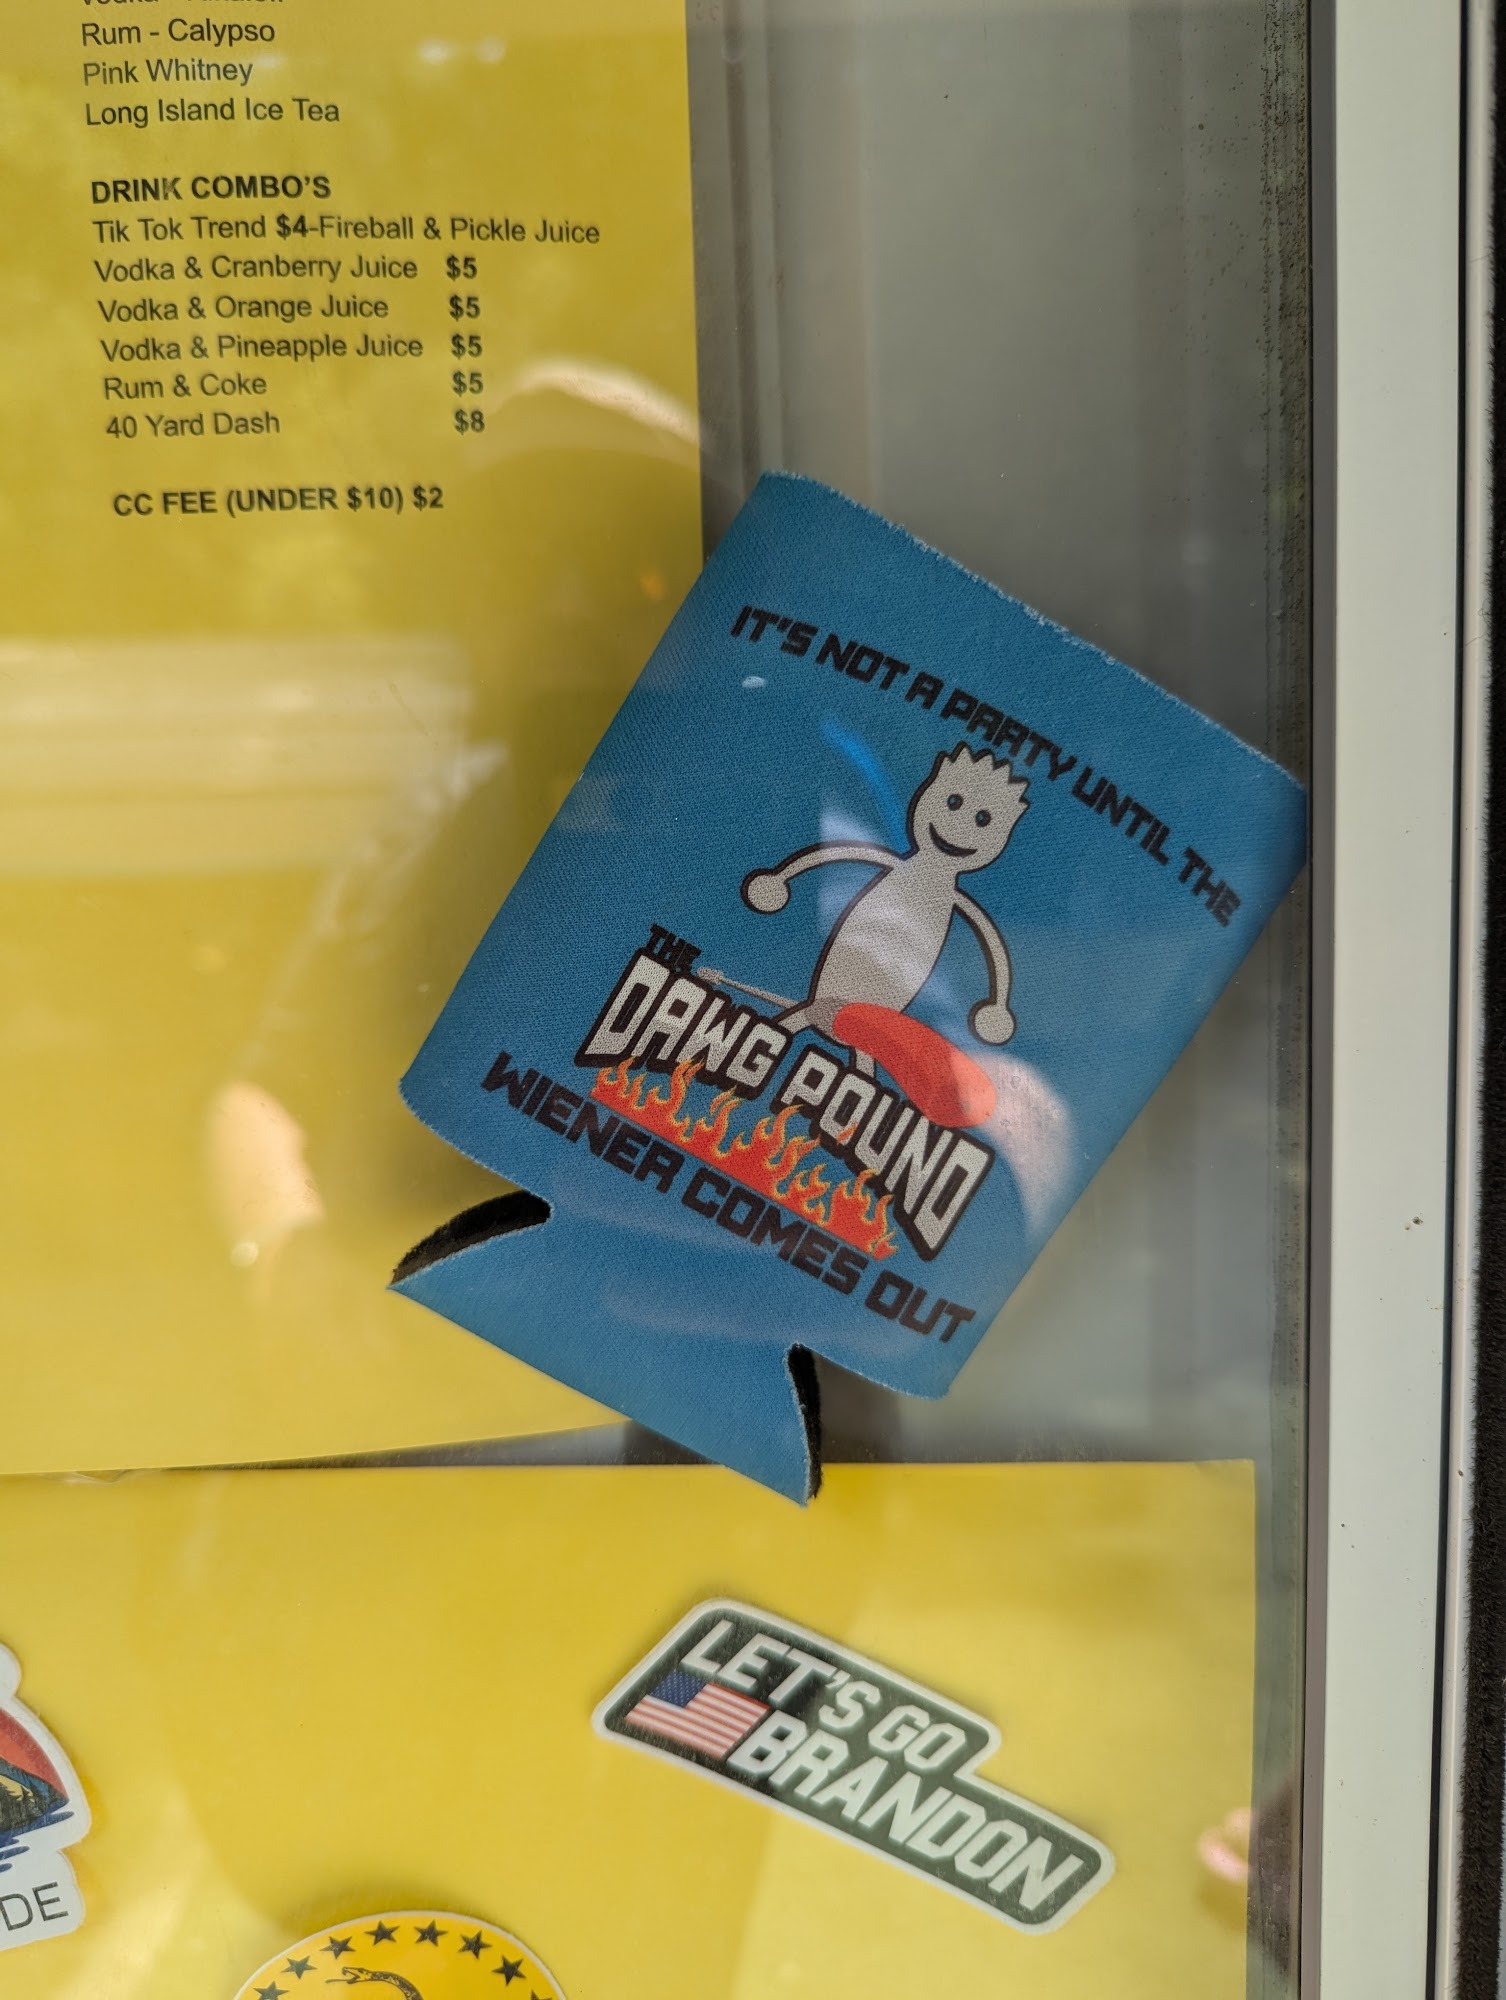 Rum - Calypso
Pink Whitney
Long Island Ice Tea
DRINK COMBO'S
Tik Tok Trend $4-Fireball & Pickle Juice
Vodka & Cranberry Juice $5
Vodka & Orange Juice $5
Vodka & Pineapple Juice $5
Rum & Coke $5
40 Yard Dash $8
CC FEE (UNDER $10) $2
IT'S NOT A PARTY UNTIL THE
THE
DAWG POUND
WIENER COMES OUT
LET'S GO
BRANDON
DE